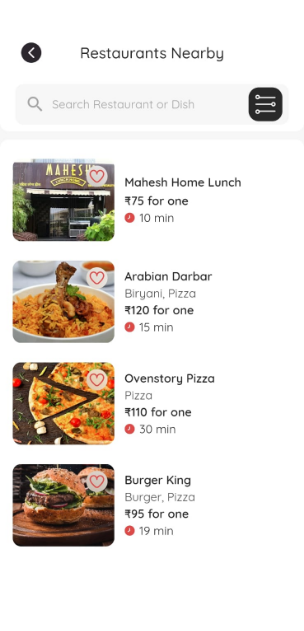 Restaurants Nearby
Search Restaurant or Dish
MAHESH
Mahesh Home Lunch
₹75 for one
10 min
Arabian Darbar
Biryani, Pizza
₹120 for one
15 min
Ovenstory Pizza
Pizza
₹110 for one
30 min
Burger King
Burger, Pizza
₹95 for one
19 min